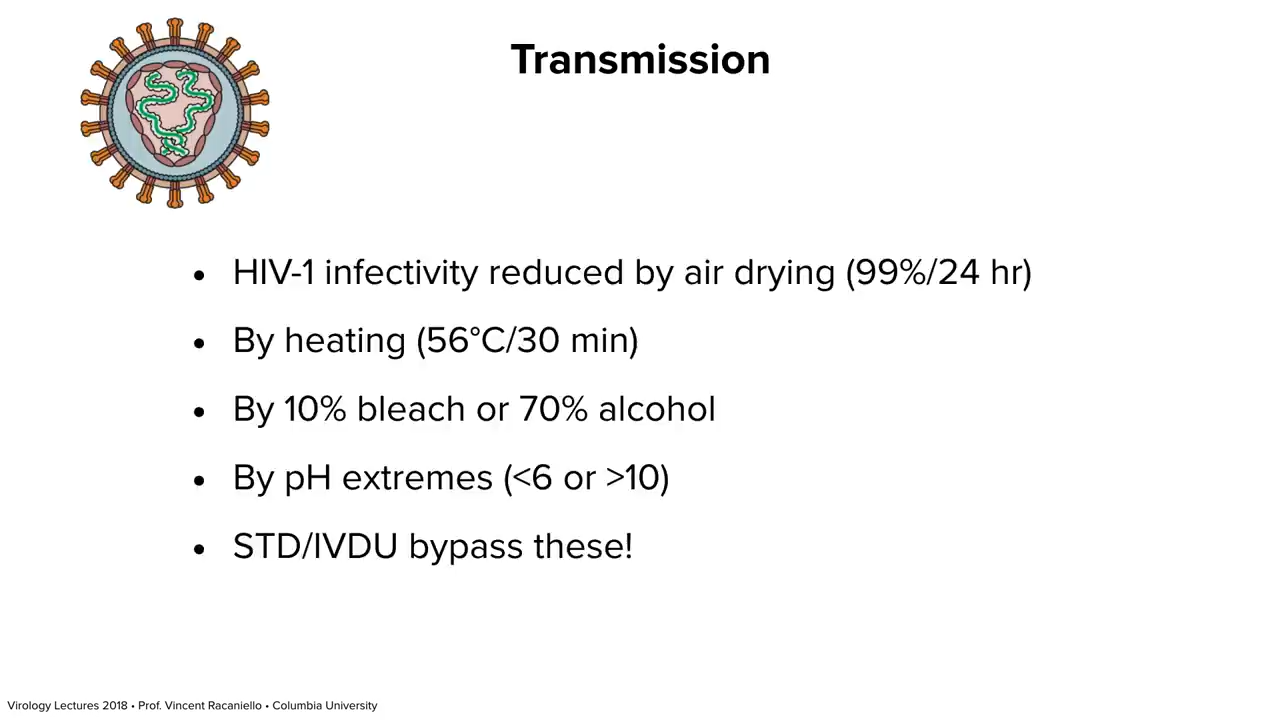 Transmission
• HIV-1 infectivity reduced by air drying (99%/24 hr)
• By heating (56°C/30 min)
• By 10% bleach or 70% alcohol
• By pH extremes (<6 or >10)
• STD/IVDU bypass these!
Virology Lectures 2018 • Prof. Vincent Racaniello • Columbia University